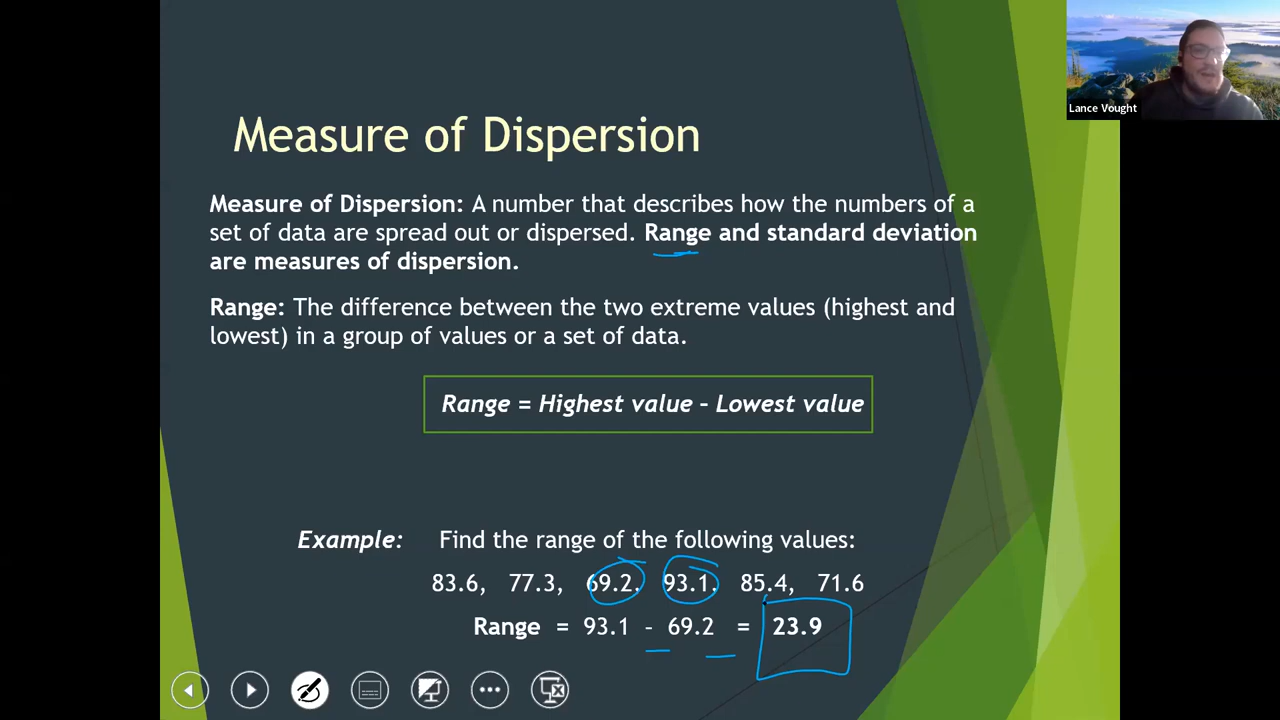 Lance Vought
Measure of Dispersion
Measure of Dispersion: A number that describes how the numbers of a
set of data are spread out or dispersed. Range and standard deviation
are measures of dispersion.
Range: The difference between the two extreme values (highest and
lowest) in a group of values or a set of data.
Range = Highest value – Lowest value
Example: Find the range of the following values:
83.6, 77.3, 69.2, 93.1, 85.4, 71.6
Range = 93.1 – 69.2 = 23.9